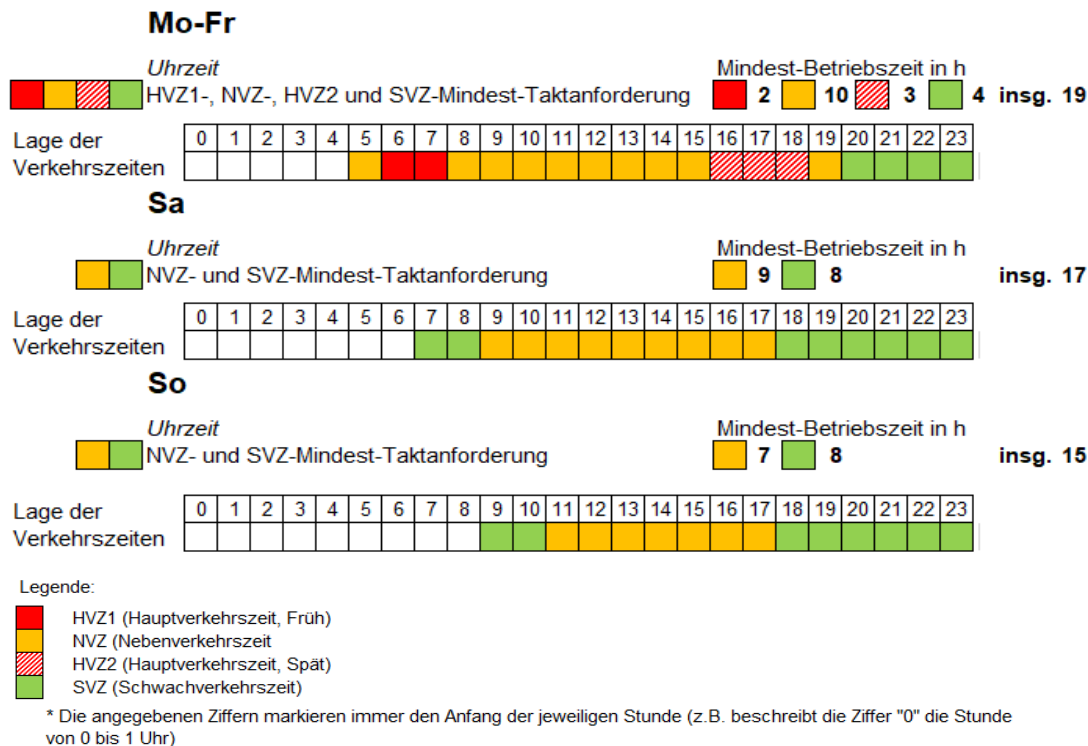 Mo-Fr
Uhrzeit Mindest-Betriebszeit in h
HVZ1-, NVZ-, HVZ2 und SVZ-Mindest-Taktanforderung 2 10 3 4 insg. 19
Lage der 0 1 2 3 4 5 6 7 8 9 10 11 12 13 14 15 16 17 18 19 20 21 22 23
Verkehrszeiten
Sa
Uhrzeit Mindest-Betriebszeit in h
NVZ- und SVZ-Mindest-Taktanforderung 9 8 insg. 17
Lage der 0 1 2 3 4 5 6 7 8 9 10 11 12 13 14 15 16 17 18 19 20 21 22 23
Verkehrszeiten
So
Uhrzeit Mindest-Betriebszeit in h
NVZ- und SVZ-Mindest-Taktanforderung 7 8 insg. 15
Lage der 0 1 2 3 4 5 6 7 8 9 10 11 12 13 14 15 16 17 18 19 20 21 22 23
Verkehrszeiten
Legende:
HVZ1 (Hauptverkehrszeit, Früh)
NVZ (Nebenverkehrszeit
HVZ2 (Hauptverkehrszeit, Spät)
SVZ (Schwachverkehrszeit)
* Die angegebenen Ziffern markieren immer den Anfang der jeweiligen Stunde (z.B. beschreibt die Ziffer "0" die Stunde
von 0 bis 1 Uhr)